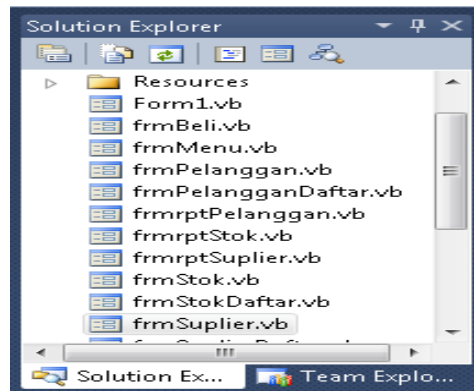 Solution Explorer
Resources
Form1.vb
frmBeli.vb
frmMenu.vb
frmPelanggan.vb
frmPelangganDaftar.vb
frmrptPelanggan.vb
frmrptStok.vb
frmrptSuplier.vb
frmStok.vb
frmStokDaftar.vb
frmSuplier.vb
Solution Ex... Team Explo...